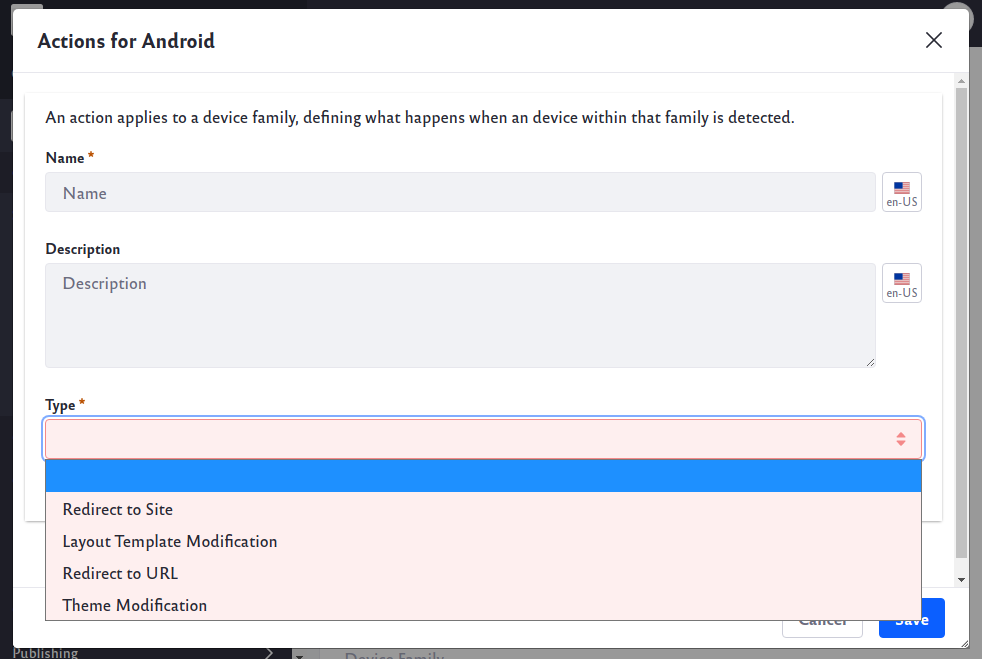 Actions for Android
An action applies to a device family, defining what happens when an device within that family is detected.
Name *
Name
en-US
Description
Description
en-US
Type *
Redirect to Site
Layout Template Modification
Redirect to URL
Theme Modification
Cancel
Save
Publishing
Device Family